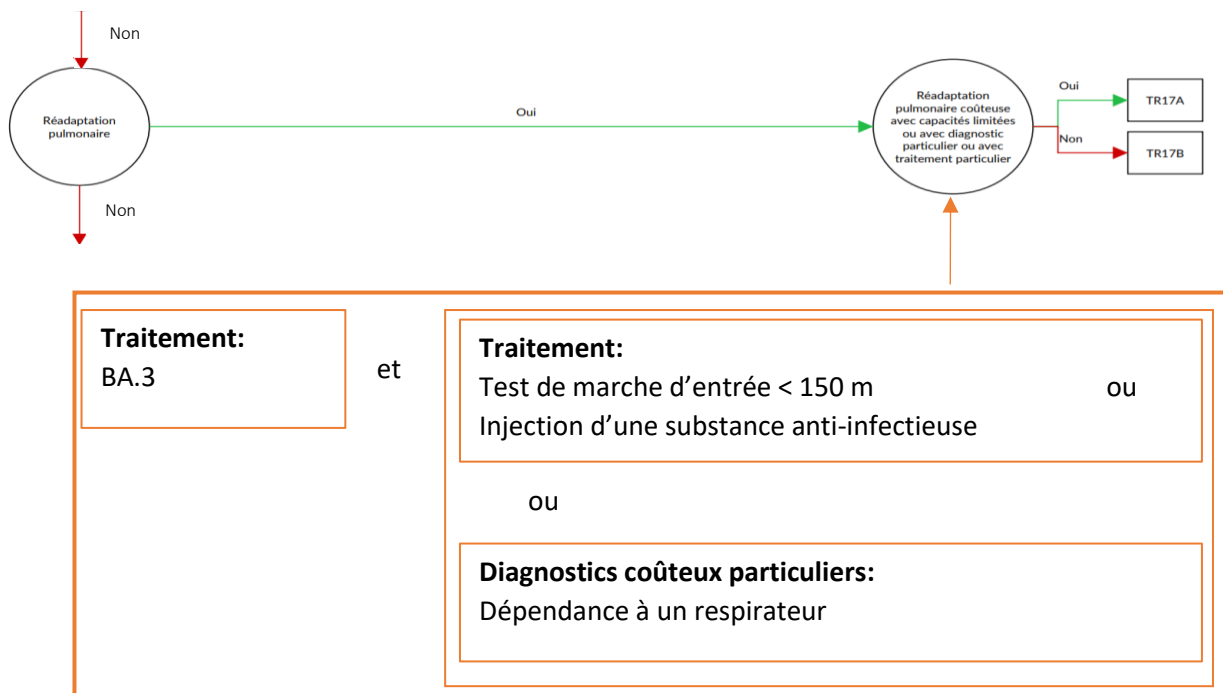 Non
Réadaptation
pulmonaire
Non
Oui
Réadaptation
pulmonaire coûteuse
avec capacités limitées
ou avec diagnostic
particulier ou avec
traitement particulier
Oui
TR17A
Non
TR17B
Traitement:
BA.3
et
Traitement:
Test de marche d’entrée < 150 m ou
Injection d’une substance anti-infectieuse
ou
Diagnostics coûteux particuliers:
Dépendance à un respirateur